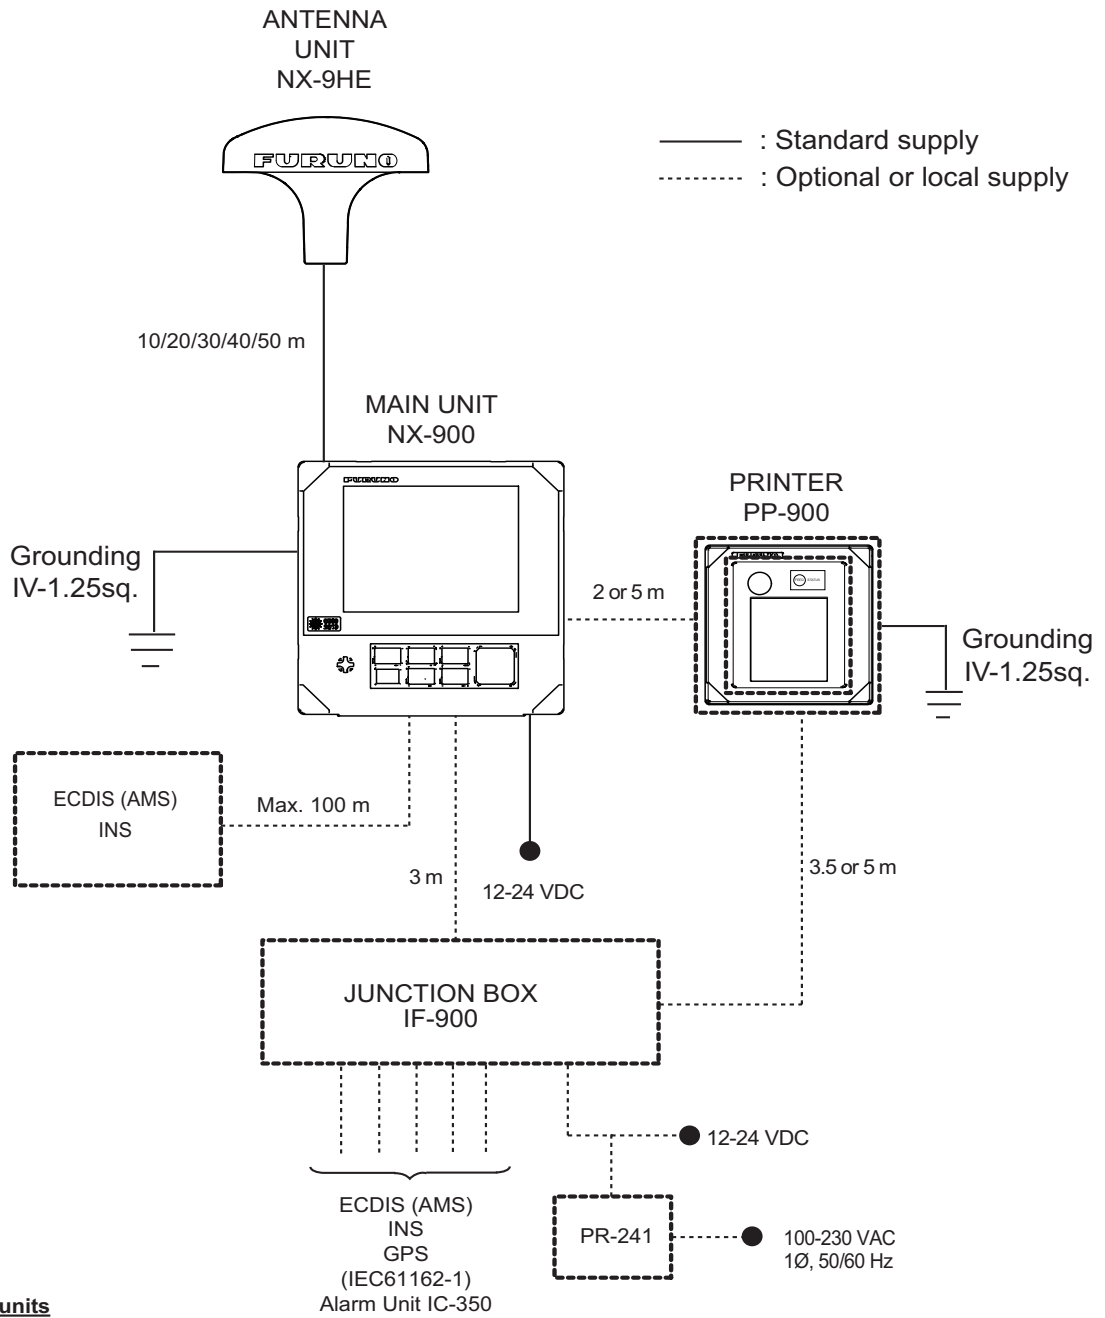 ANTENNA
UNIT
NX-9HE
FURUNO
: Standard supply
: Optional or local supply
10/20/30/40/50 m
MAIN UNIT
NX-900
FURUNO
PRINTER
PP-900
Grounding
IV-1.25sq.
2 or 5 m
Grounding
IV-1.25sq.
ECDIS (AMS)
INS
Max. 100 m
3 m
12-24 VDC
3.5 or 5 m
JUNCTION BOX
IF-900
12-24 VDC
ECDIS (AMS)
INS
GPS
(IEC61162-1)
Alarm Unit IC-350
PR-241
100-230 VAC
1Ø, 50/60 Hz
units